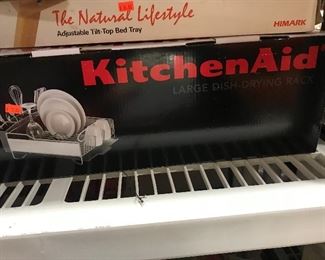 The Natural Lifestyle
Adjustable Tilt-Top Bed Tray
HIMARK
KitchenAid
LARGE DISH-DRYING RACK